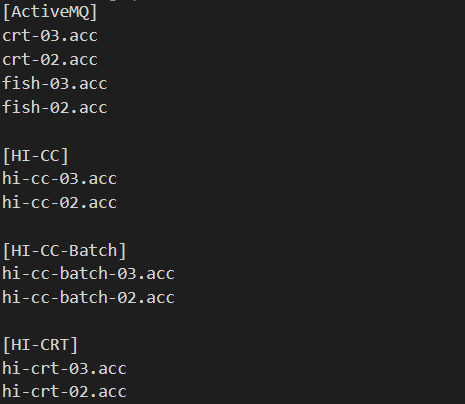 [ActiveMQ]
crt-03.acc
crt-02.acc
fish-03.acc
fish-02.acc
[HI-CC]
hi-cc-03.acc
hi-cc-02.acc
[HI-CC-Batch]
hi-cc-batch-03.acc
hi-cc-batch-02.acc
[HI-CRT]
hi-crt-03.acc
hi-crt-02.acc